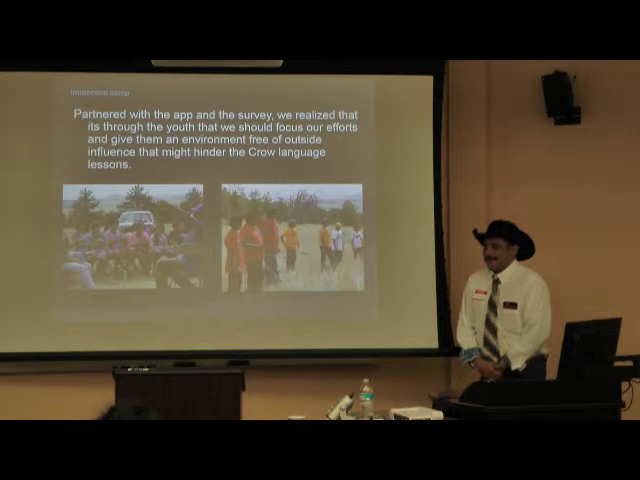 Immersion camp
Partnered with the app and the survey, we realized that
its through the youth that we should focus our efforts
and give them an environment free of outside
influence that might hinder the Crow language
lessons.